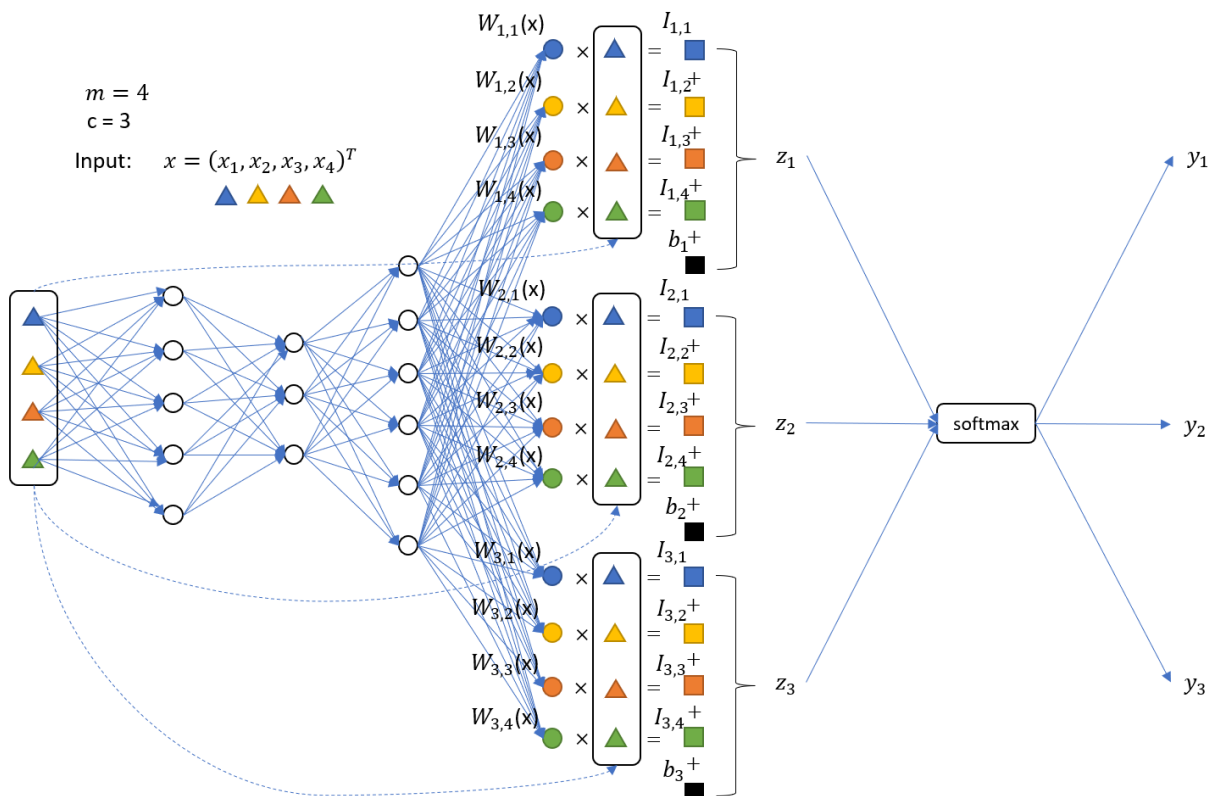 m = 4
c = 3
Input: x = (x₁, x₂, x₃, x₄)ᵀ
W₁,₁(x) × = I₁,₁
W₁,₂(x) × = I₁,₂ +
W₁,₃(x) × = I₁,₃ +
W₁,₄(x) × = I₁,₄ +
b₁ +
z₁
W₂,₁(x) × = I₂,₁
W₂,₂(x) × = I₂,₂ +
W₂,₃(x) × = I₂,₃ +
W₂,₄(x) × = I₂,₄ +
b₂ +
z₂
W₃,₁(x) × = I₃,₁
W₃,₂(x) × = I₃,₂ +
W₃,₃(x) × = I₃,₃ +
W₃,₄(x) × = I₃,₄ +
b₃ +
z₃
softmax
y₁
y₂
y₃